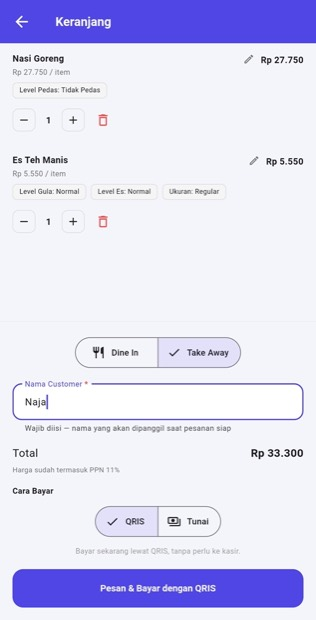 Keranjang
Nasi Goreng
Rp 27.750
Rp 27.750 / item
Level Pedas: Tidak Pedas
1
Es Teh Manis
Rp 5.550
Rp 5.550 / item
Level Gula: Normal
Level Es: Normal
Ukuran: Regular
1
Dine In
Take Away
Nama Customer *
Naja
Wajib diisi — nama yang akan dipanggil saat pesanan siap
Total
Rp 33.300
Harga sudah termasuk PPN 11%
Cara Bayar
QRIS
Tunai
Bayar sekarang lewat QRIS, tanpa perlu ke kasir.
Pesan & Bayar dengan QRIS